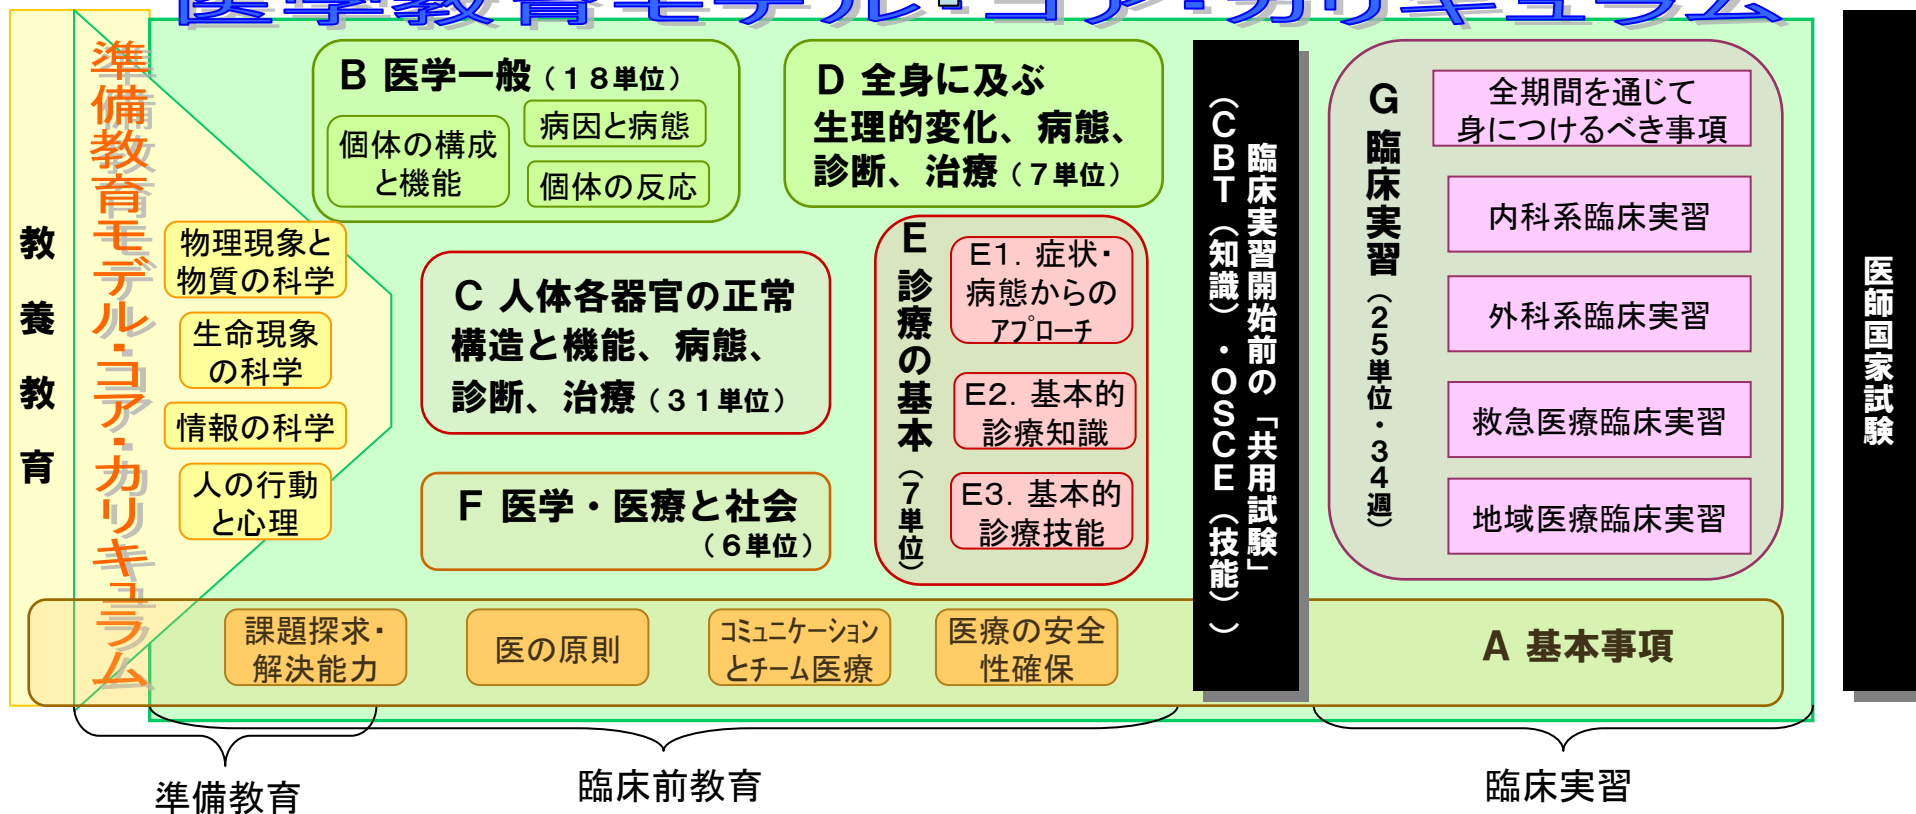 医学教育モデル・コア・カリキュラム
教養教育
準備教育モデル・コア・カリキュラム
物理現象と
物質の科学
生命現象
の科学
情報の科学
人の行動
と心理
B 医学一般（１８単位）
個体の構成
と機能
病因と病態
個体の反応
C 人体各器官の正常
構造と機能、病態、
診断、治療（３１単位）
D 全身に及ぶ
生理的変化、病態、
診断、治療（７単位）
E 診療の基本（７単位）
E1. 症状・
病態からの
アプローチ
E2. 基本的
診療知識
E3. 基本的
診療技能
F 医学・医療と社会
（６単位）
臨床実習開始前の「共用試験」
（CBT（知識）・OSCE（技能））
G 臨床実習（２５単位・３４週）
全期間を通じて
身につけるべき事項
内科系臨床実習
外科系臨床実習
救急医療臨床実習
地域医療臨床実習
医師国家試験
課題探求・
解決能力
医の原則
コミュニケーション
とチーム医療
医療の安全
性確保
A 基本事項
準備教育
臨床前教育
臨床実習